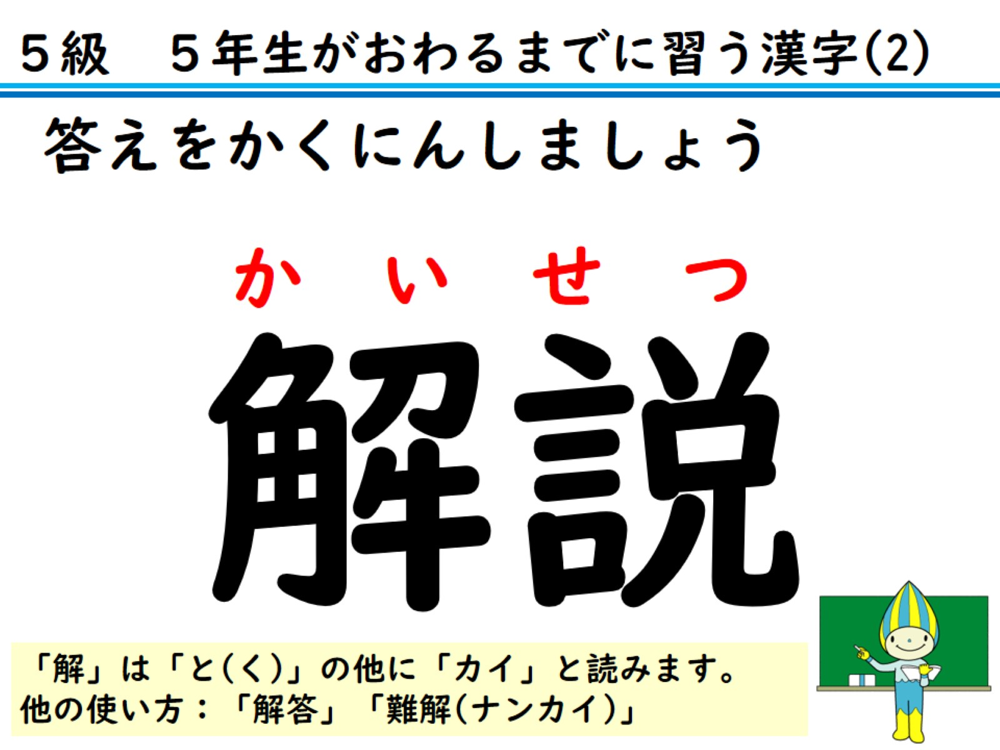 ５級　５年生がおわるまでに習う漢字(2)
答えをかくにんしましょう
かいせつ
解説
「解」は「と(く)」の他に「カイ」と読みます。
他の使い方：「解答」「難解(ナンカイ)」